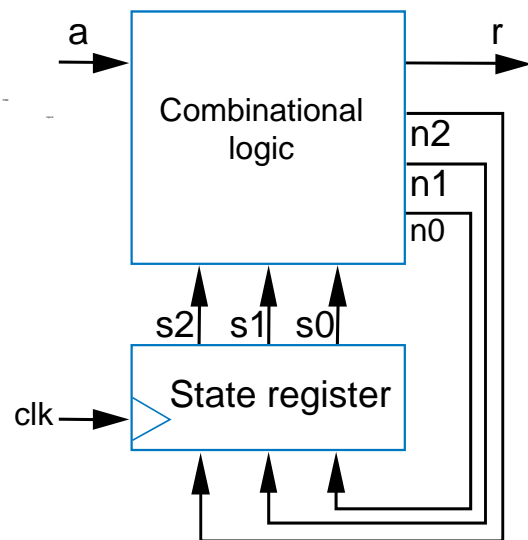 a
r
Combinational
logic
n2
n1
n0
s2 s1 s0
State register
clk